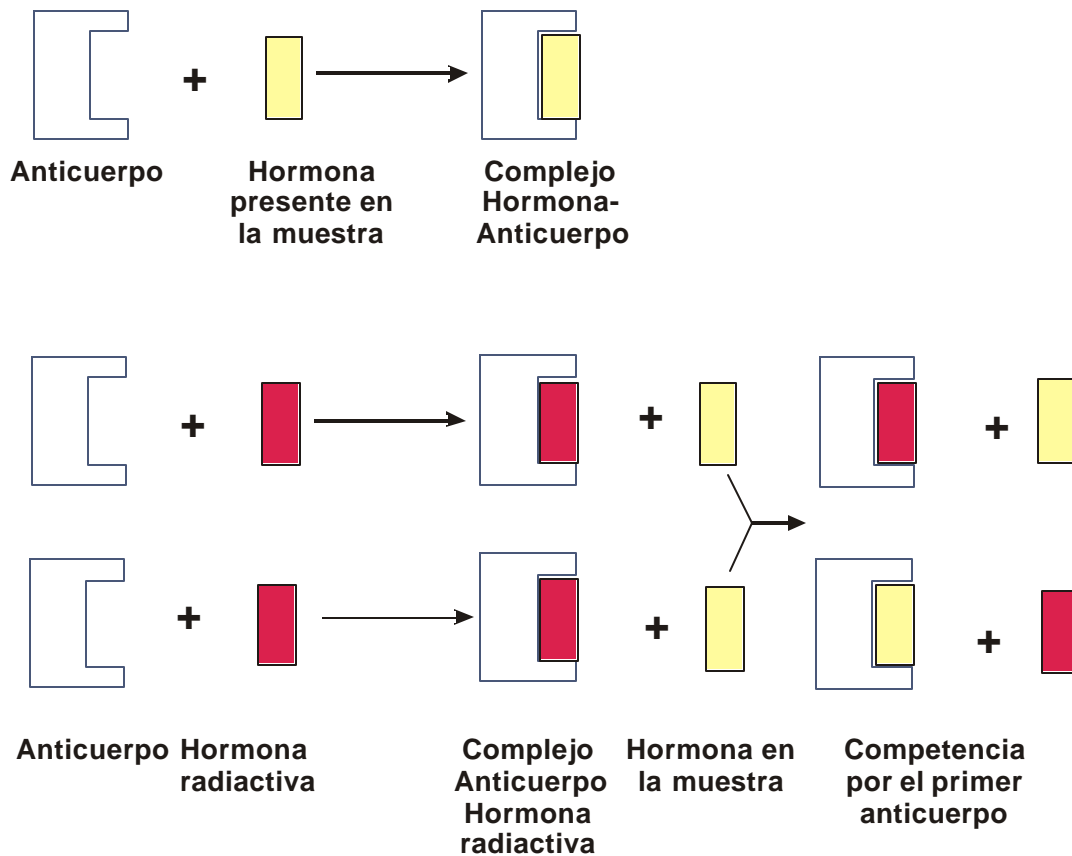 +
Anticuerpo
Hormona
presente en
la muestra
Complejo
Hormona-
Anticuerpo
+ + +
+ + +
Anticuerpo
Hormona
radiactiva
Complejo
Anticuerpo
Hormona
radiactiva
Hormona en
la muestra
Competencia
por el primer
anticuerpo